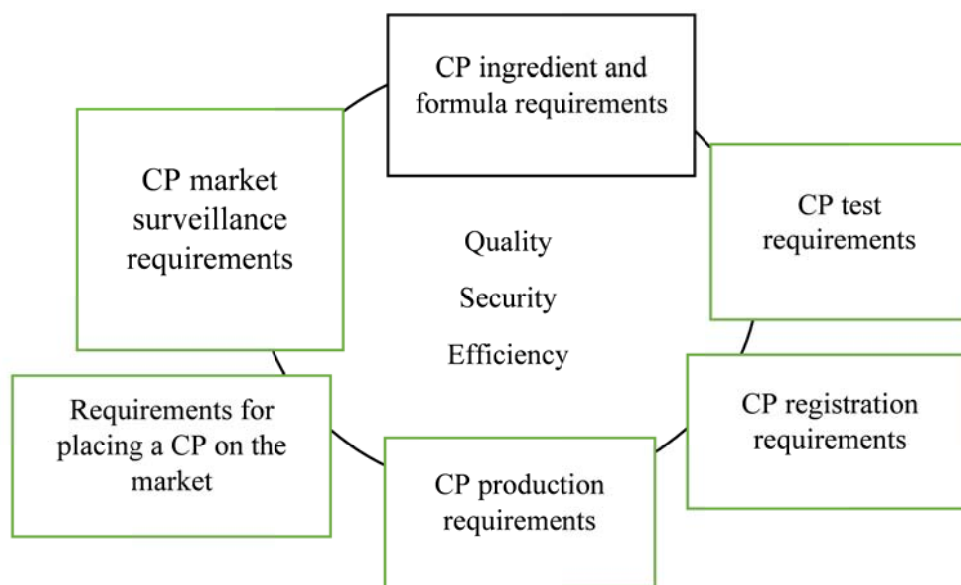 CP ingredient and
formula requirements
CP test
requirements
CP registration
requirements
CP production
requirements
Requirements for
placing a CP on the
market
CP market
surveillance
requirements
Quality
Security
Efficiency